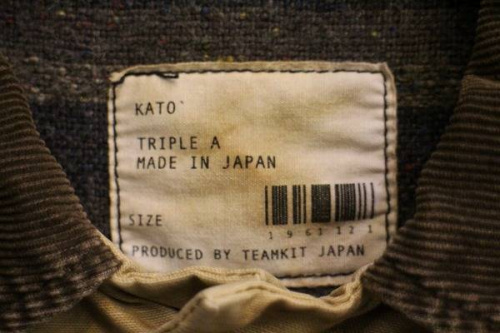 KATO`
TRIPLE A
MADE IN JAPAN
SIZE
1 9 6 1 1 2 1
PRODUCED BY TEAMKIT JAPAN